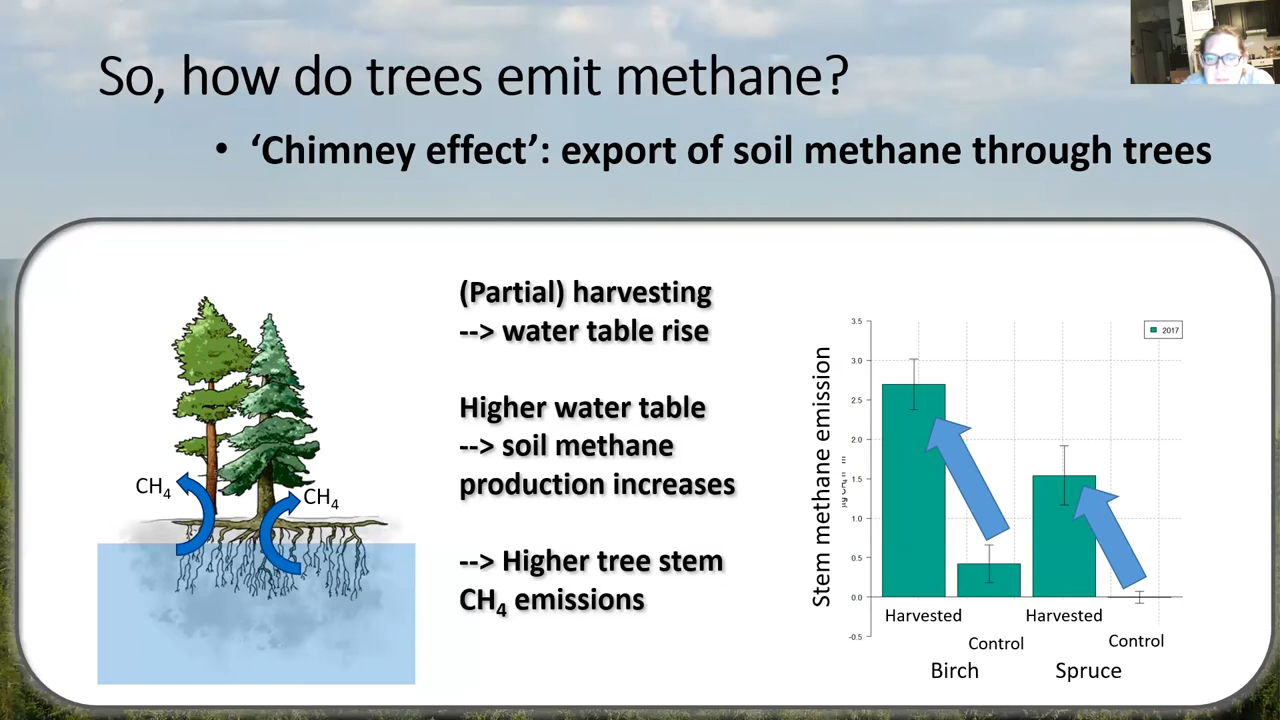 So, how do trees emit methane?
• ‘Chimney effect’: export of soil methane through trees
(Partial) harvesting
--> water table rise
Higher water table
--> soil methane
production increases
--> Higher tree stem
CH₄ emissions
CH₄
CH₄
Stem methane emission
3.5
3.0
2.5
2.0
1.5
1.0
0.5
0.0
-0.5
2017
Harvested
Control
Harvested
Control
Birch
Spruce